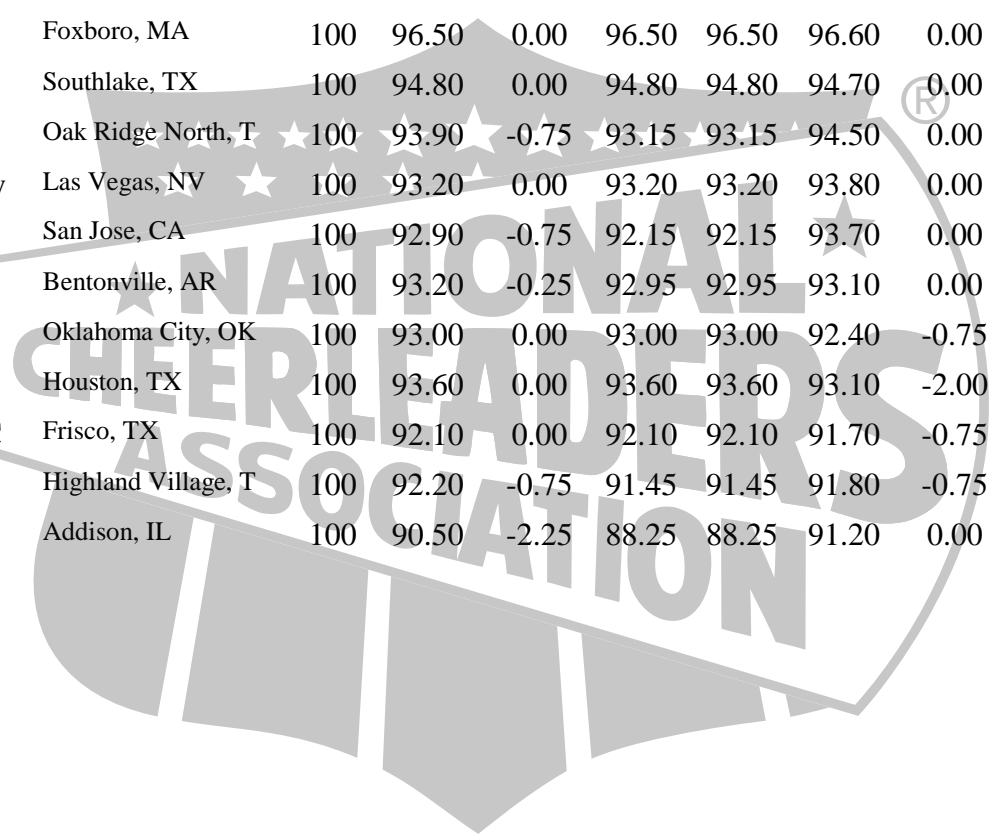 Foxboro, MA 100 96.50 0.00 96.50 96.50 96.60 0.00
Southlake, TX 100 94.80 0.00 94.80 94.80 94.70 0.00
Oak Ridge North, T 100 93.90 -0.75 93.15 93.15 94.50 0.00
Las Vegas, NV 100 93.20 0.00 93.20 93.20 93.80 0.00
San Jose, CA 100 92.90 -0.75 92.15 92.15 93.70 0.00
Bentonville, AR 100 93.20 -0.25 92.95 92.95 93.10 0.00
Oklahoma City, OK 100 93.00 0.00 93.00 93.00 92.40 -0.75
Houston, TX 100 93.60 0.00 93.60 93.60 93.10 -2.00
Frisco, TX 100 92.10 0.00 92.10 92.10 91.70 -0.75
Highland Village, T 100 92.20 -0.75 91.45 91.45 91.80 -0.75
Addison, IL 100 90.50 -2.25 88.25 88.25 91.20 0.00
®
NATIONAL
CHEERLEADERS
ASSOCIATION